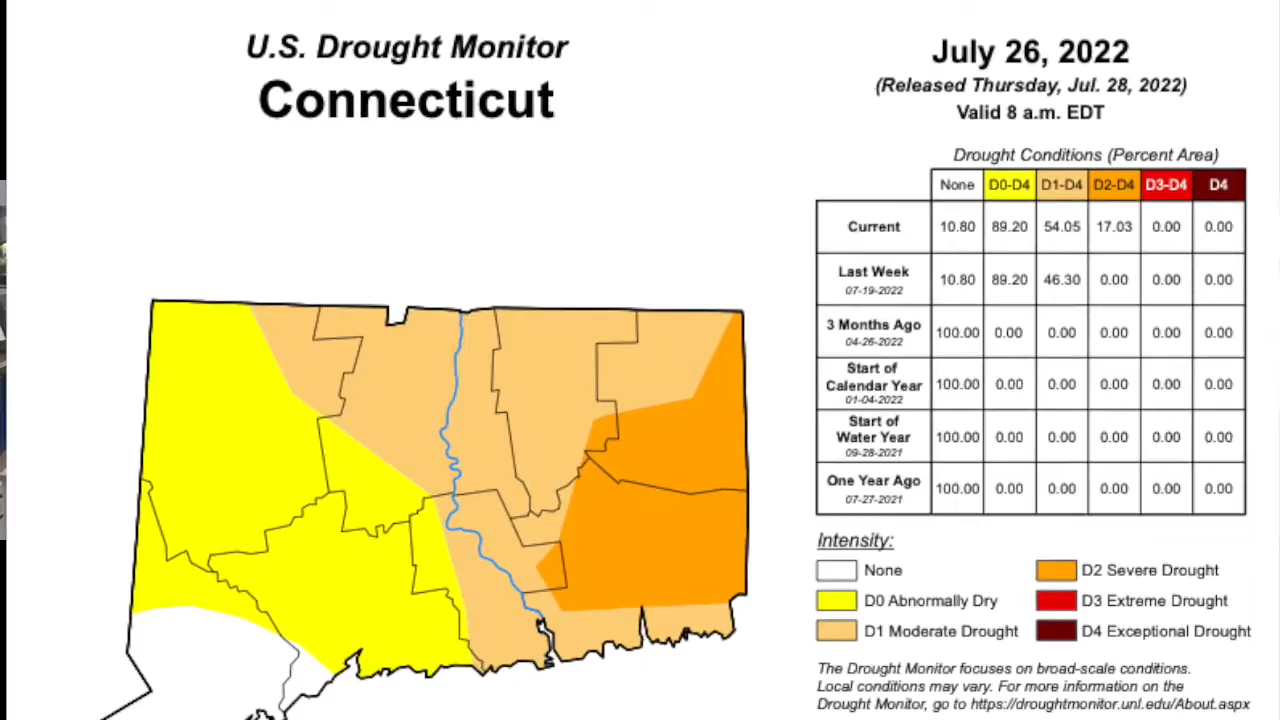 U.S. Drought Monitor
Connecticut
July 26, 2022
(Released Thursday, Jul. 28, 2022)
Valid 8 a.m. EDT
Drought Conditions (Percent Area)
None D0-D4 D1-D4 D2-D4 D3-D4 D4
Current 10.80 89.20 54.05 17.03 0.00 0.00
Last Week
07-19-2022 10.80 89.20 46.30 0.00 0.00 0.00
3 Months Ago
04-26-2022 100.00 0.00 0.00 0.00 0.00 0.00
Start of
Calendar Year
01-04-2022 100.00 0.00 0.00 0.00 0.00 0.00
Start of
Water Year
09-28-2021 100.00 0.00 0.00 0.00 0.00 0.00
One Year Ago
07-27-2021 100.00 0.00 0.00 0.00 0.00 0.00
Intensity:
None
D0 Abnormally Dry
D1 Moderate Drought
D2 Severe Drought
D3 Extreme Drought
D4 Exceptional Drought
The Drought Monitor focuses on broad-scale conditions.
Local conditions may vary. For more information on the
Drought Monitor, go to https://droughtmonitor.unl.edu/About.aspx